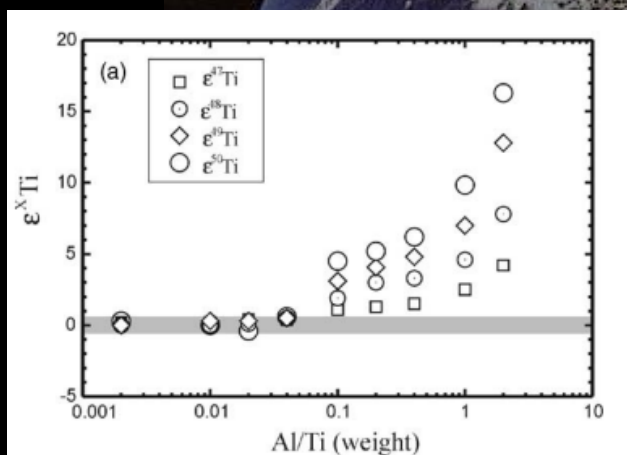 20
(a)
ε⁴⁷Ti
ε⁴⁸Ti
ε⁴⁹Ti
ε⁵⁰Ti
15
10
5
0
-5
εˣTi
0.001 0.01 0.1 1 10
Al/Ti (weight)